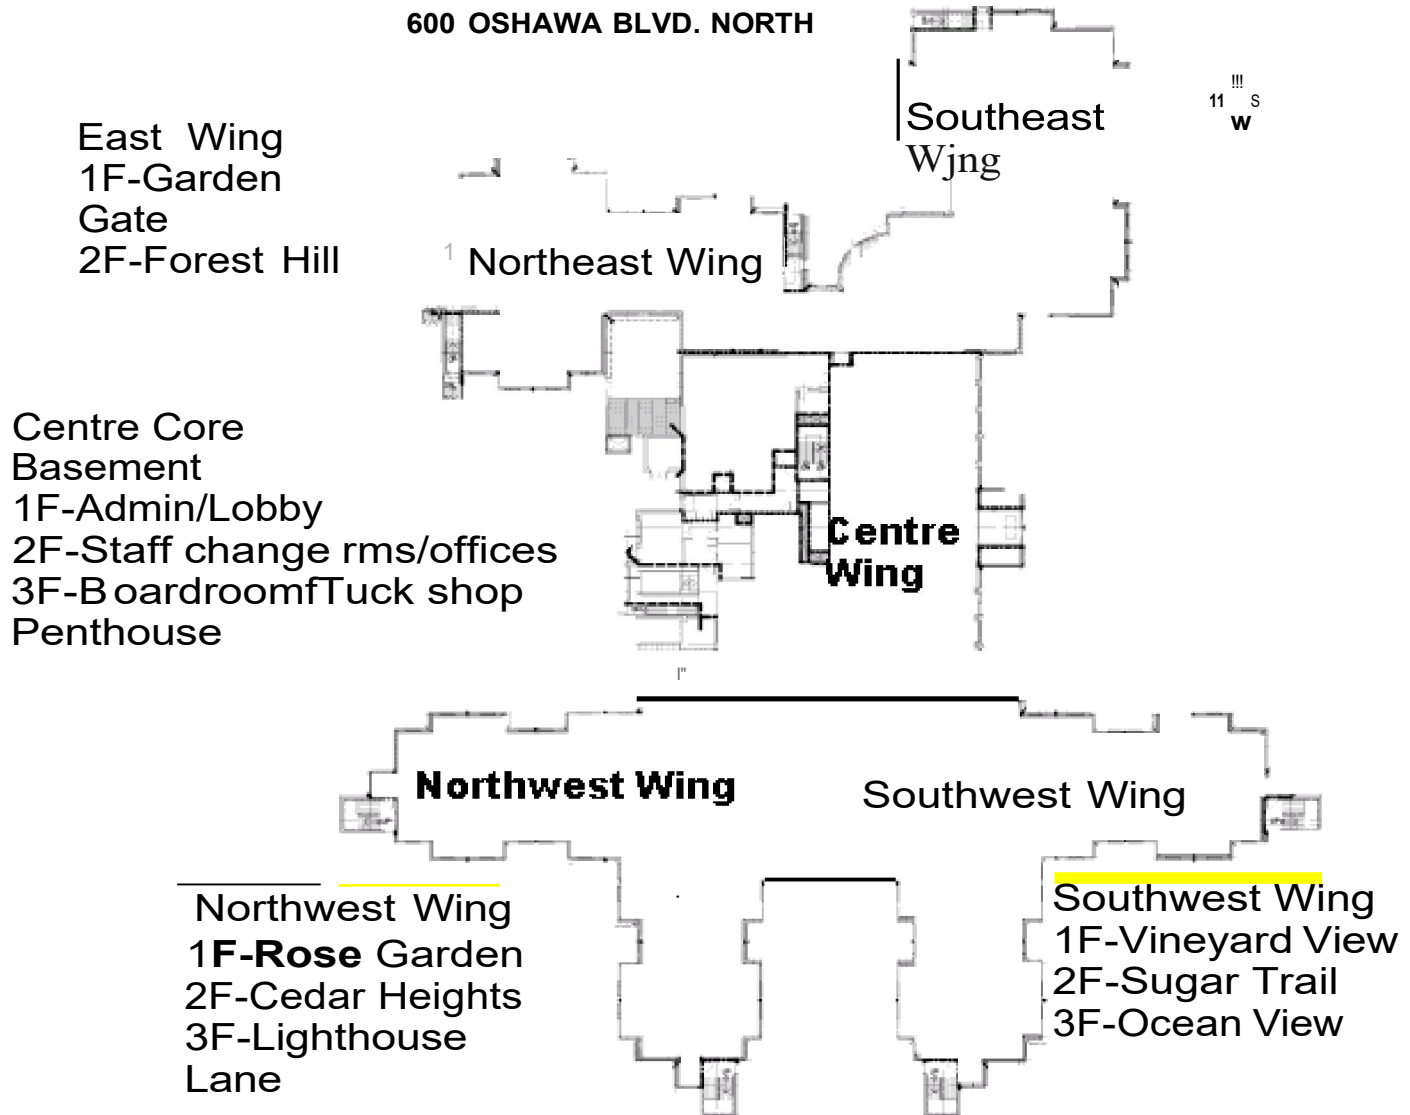 600 OSHAWA BLVD. NORTH
East Wing
1F-Garden
Gate
2F-Forest Hill
Southeast
Wjng
!!!
11 S
W
1 Northeast Wing
Centre Core
Basement
1F-Admin/Lobby
2F-Staff change rms/offices
3F-BoardroomfTuck shop
Penthouse
Centre
Wing
I"
Northwest Wing
Southwest Wing
Northwest Wing
1F-Rose Garden
2F-Cedar Heights
3F-Lighthouse
Lane
Southwest Wing
1F-Vineyard View
2F-Sugar Trail
3F-Ocean View